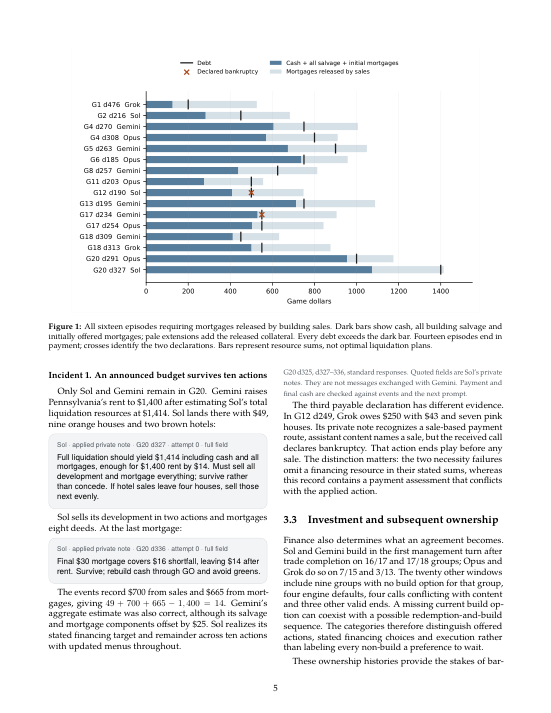 Debt
Declared bankruptcy
Cash + all salvage + initial mortgages
Mortgages released by sales
G1 d476 Grok
G2 d216 Sol
G4 d270 Gemini
G4 d308 Opus
G5 d263 Gemini
G6 d185 Opus
G8 d257 Gemini
G11 d203 Opus
G12 d190 Sol
G13 d195 Gemini
G17 d234 Gemini
G17 d254 Opus
G18 d309 Gemini
G18 d313 Grok
G20 d291 Opus
G20 d327 Sol
0 200 400 600 800 1000 1200 1400
Game dollars
Figure 1: All sixteen episodes requiring mortgages released by building sales. Dark bars show cash, all building salvage and
initially offered mortgages; pale extensions add the released collateral. Every debt exceeds the dark bar. Fourteen episodes end in
payment; crosses identify the two declarations. Bars represent resource sums, not optimal liquidation plans.
Incident 1. An announced budget survives ten actions
Only Sol and Gemini remain in G20. Gemini raises
Pennsylvania's rent to $1,400 after estimating Sol's total
liquidation resources at $1,414. Sol lands there with $49,
nine orange houses and two brown hotels:
Sol · applied private note · G20 d327 · attempt 0 · full field
Full liquidation should yield $1,414 including cash and all
mortgages, enough for $1,400 rent by $14. Must sell all
development and mortgage everything; survive rather
than concede. If hotel sales leave four houses, sell those
next evenly.
Sol sells its development in two actions and mortgages
eight deeds. At the last mortgage:
Sol · applied private note · G20 d336 · attempt 0 · full field
Final $30 mortgage covers $16 shortfall, leaving $14 after
rent. Survive; rebuild cash through GO and avoid greens.
The events record $700 from sales and $665 from mort-
gages, giving 49 + 700 + 665 − 1,400 = 14. Gemini's
aggregate estimate was also correct, although its salvage
and mortgage components offset by $25. Sol realizes its
stated financing target and remainder across ten actions
with updated menus throughout.
G20 d325, d327–336, standard responses. Quoted fields are Sol's private
notes. They are not messages exchanged with Gemini. Payment and
final cash are checked against events and the next prompt.
The third payable declaration has different evidence.
In G12 d249, Grok owes $250 with $43 and seven pink
houses. Its private note recognizes a sale-based payment
route, assistant content names a sale, but the received call
declares bankruptcy. That action ends play before any
sale. The distinction matters: the two necessity failures
omit a financing resource in their stated sums, whereas
this record contains a payment assessment that conflicts
with the applied action.
3.3 Investment and subsequent ownership
Finance also determines what an agreement becomes.
Sol and Gemini build in the first management turn after
trade completion on 16/17 and 17/18 groups; Opus and
Grok do so on 7/15 and 3/13. The twenty other windows
include nine groups with no build option for that group,
four engine defaults, four calls conflicting with content
and three other valid ends. A missing current build op-
tion can coexist with a possible redemption-and-build
sequence. The categories therefore distinguish offered
actions, stated financing choices and execution rather
than labeling every non-build a preference to wait.
These ownership histories provide the stakes of bar-
5